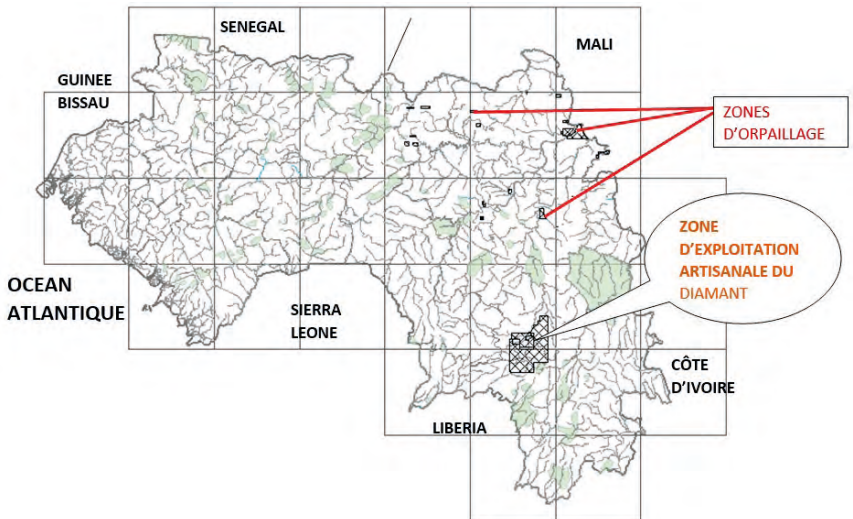 SENEGAL
MALI
GUINEE
BISSAU
ZONES
D'ORPAILLAGE
ZONE
D'EXPLOITATION
ARTISANALE DU
DIAMANT
OCEAN
ATLANTIQUE
SIERRA
LEONE
CÔTE
D'IVOIRE
LIBERIA